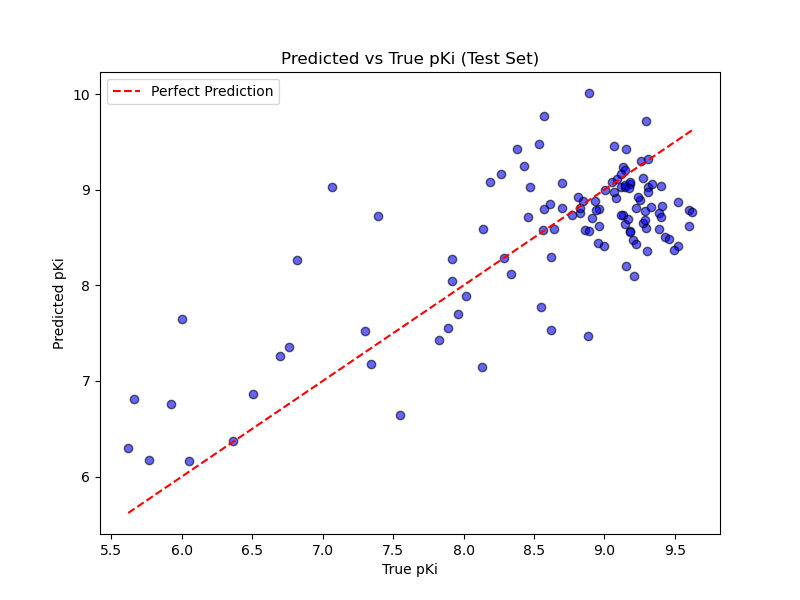 Predicted vs True pKi (Test Set)
Perfect Prediction
Predicted pKi
10
9
8
7
6
5.5 6.0 6.5 7.0 7.5 8.0 8.5 9.0 9.5
True pKi